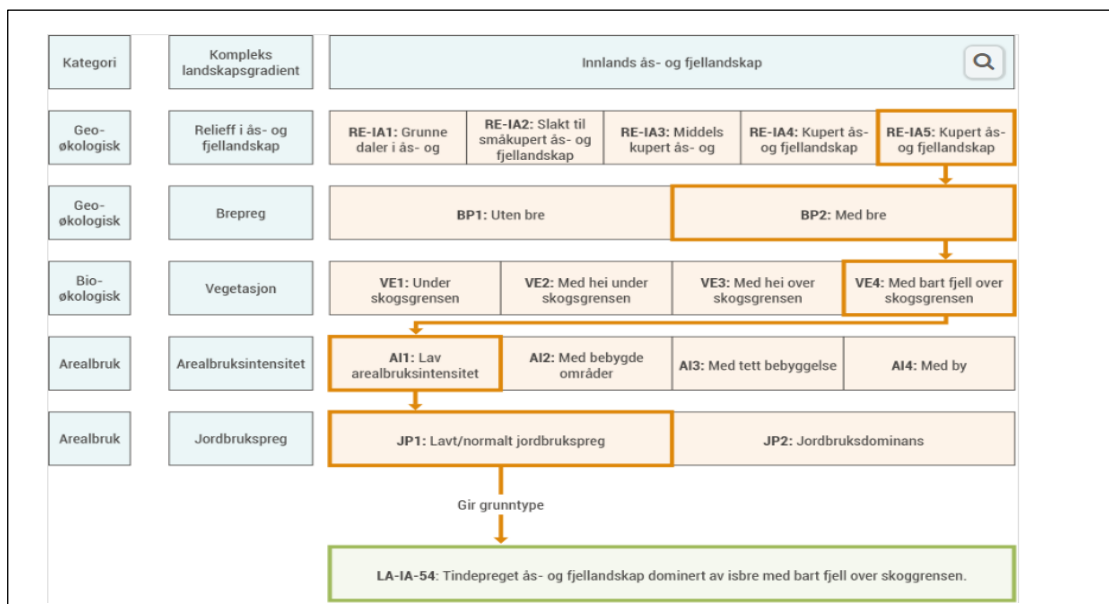 Kategori
Kompleks
landskapsgradient
Innlands ås- og fjellandskap
Geo-
økologisk
Relieff i ås- og
fjellandskap
RE-IA1: Grunne
daler i ås- og
RE-IA2: Slakt til
småkupert ås- og
fjellandskap
RE-IA3: Middels
kupert ås- og
RE-IA4: Kupert ås-
og fjellandskap
RE-IA5: Kupert ås-
og fjellandskap
Geo-
økologisk
Brepreg
BP1: Uten bre
BP2: Med bre
Bio-
økologisk
Vegetasjon
VE1: Under
skogsgrensen
VE2: Med hei under
skogsgrensen
VE3: Med hei over
skogsgrensen
VE4: Med bart fjell over
skogsgrensen
Arealbruk
Arealbruksintensitet
AI1: Lav
arealbruksintensitet
AI2: Med bebygde
områder
AI3: Med tett bebyggelse
AI4: Med by
Arealbruk
Jordbrukspreg
JP1: Lavt/normalt jordbrukspreg
JP2: Jordbruksdominans
Gir grunntype
LA-IA-54: Tindepreget ås- og fjellandskap dominert av isbre med bart fjell over skoggrensen.